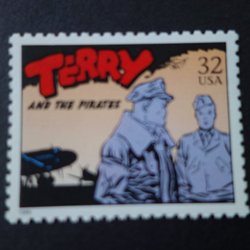 TERRY
AND THE PIRATES
32
USA